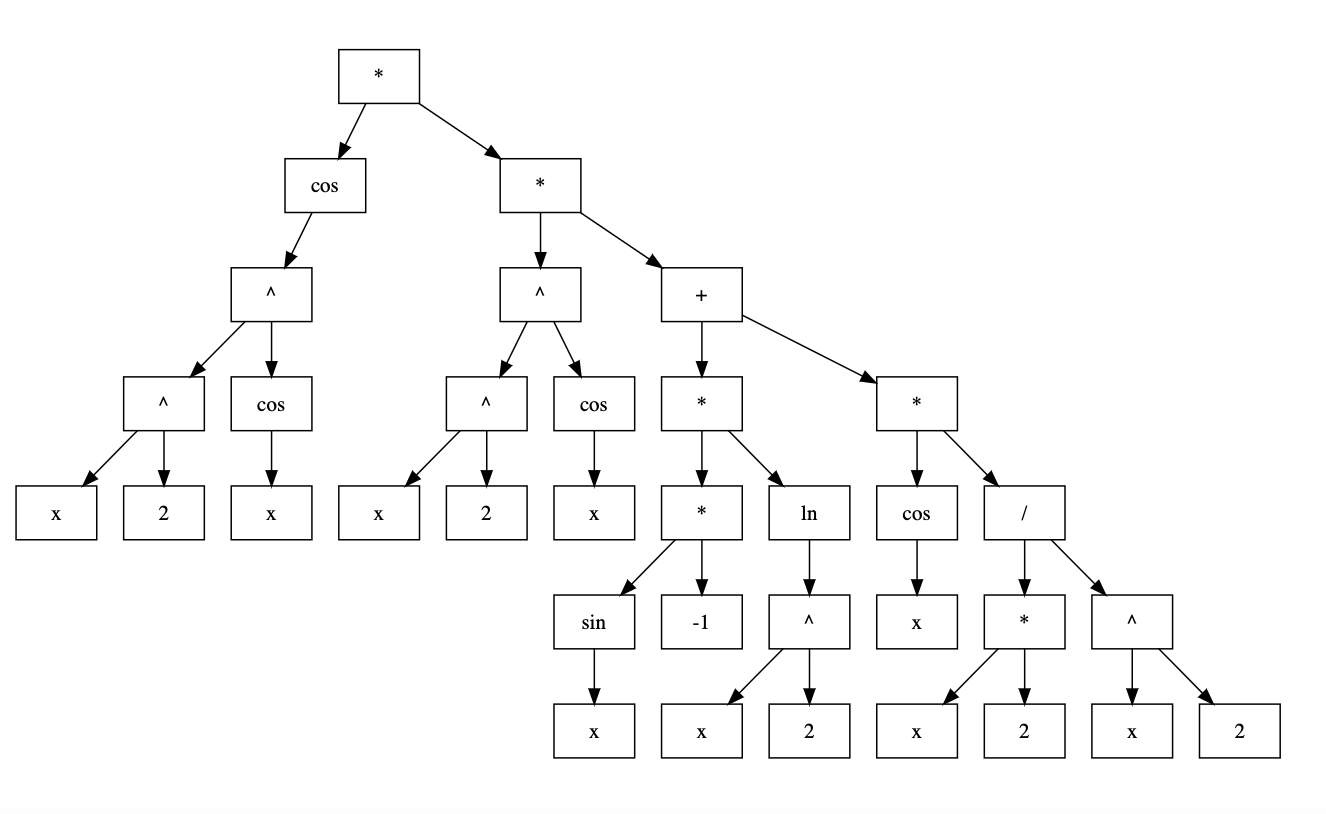 *
cos *
^ ^ +
^ cos ^ cos * *
x 2 x x 2 x * ln cos /
sin -1 ^ x * ^
x x 2 x 2 x 2